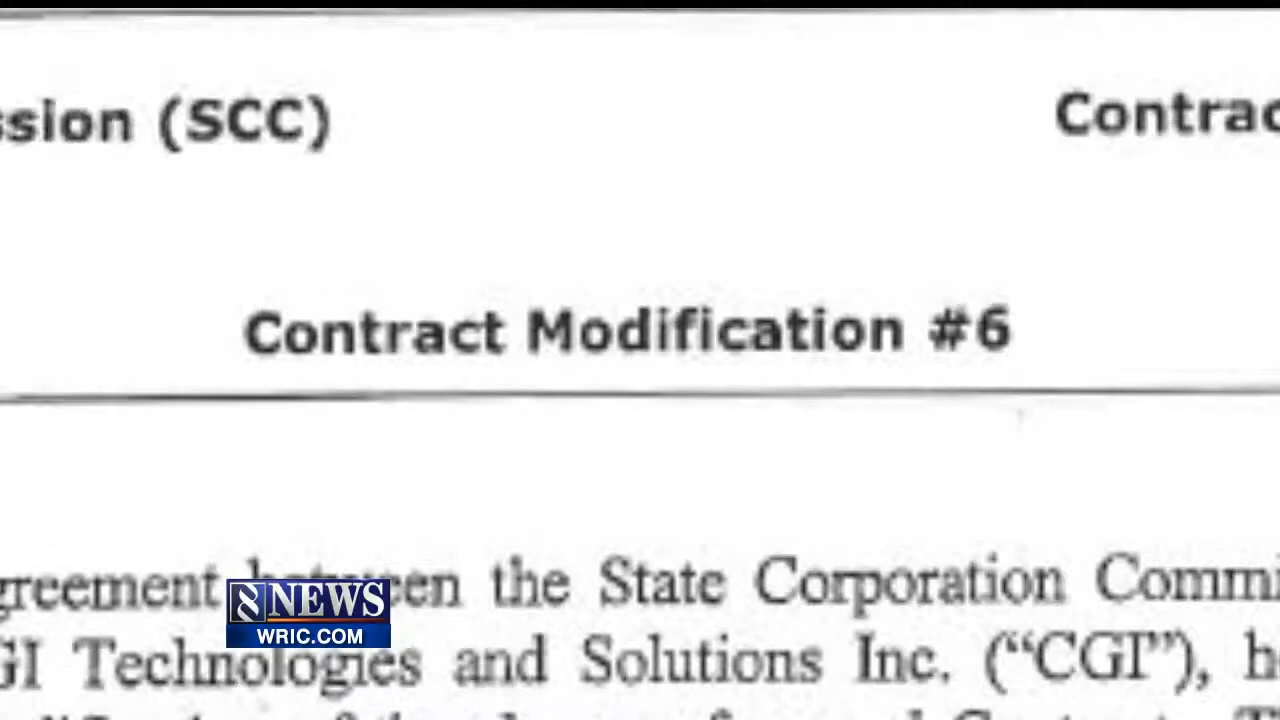 ssion (SCC)
Contrac
Contract Modification #6
greement between the State Corporation Commi
GI Technologies and Solutions Inc. ("CGI"), h
8NEWS
WRIC.COM